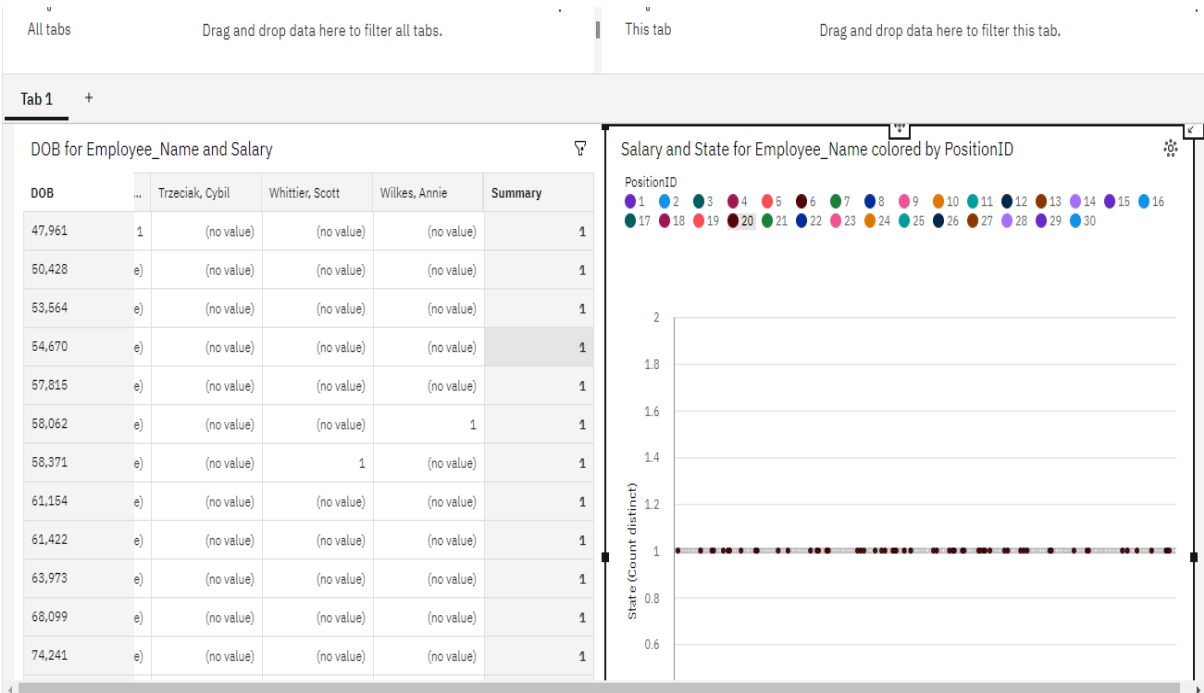 All tabs
Drag and drop data here to filter all tabs.
This tab
Drag and drop data here to filter this tab.
Tab 1 +
DOB for Employee_Name and Salary
DOB ... Trzeciak, Cybil Whittier, Scott Wilkes, Annie Summary
47,961 1 (no value) (no value) (no value) 1
50,428 e) (no value) (no value) (no value) 1
53,564 e) (no value) (no value) (no value) 1
54,670 e) (no value) (no value) (no value) 1
57,815 e) (no value) (no value) (no value) 1
58,062 e) (no value) (no value) 1 1
58,371 e) (no value) 1 (no value) 1
61,154 e) (no value) (no value) (no value) 1
61,422 e) (no value) (no value) (no value) 1
63,973 e) (no value) (no value) (no value) 1
68,099 e) (no value) (no value) (no value) 1
74,241 e) (no value) (no value) (no value) 1
Salary and State for Employee_Name colored by PositionID
PositionID
1 2 3 4 5 6 7 8 9 10 11 12 13 14 15 16
17 18 19 20 21 22 23 24 25 26 27 28 29 30
State (Count distinct)
2
1.8
1.6
1.4
1.2
1
0.8
0.6